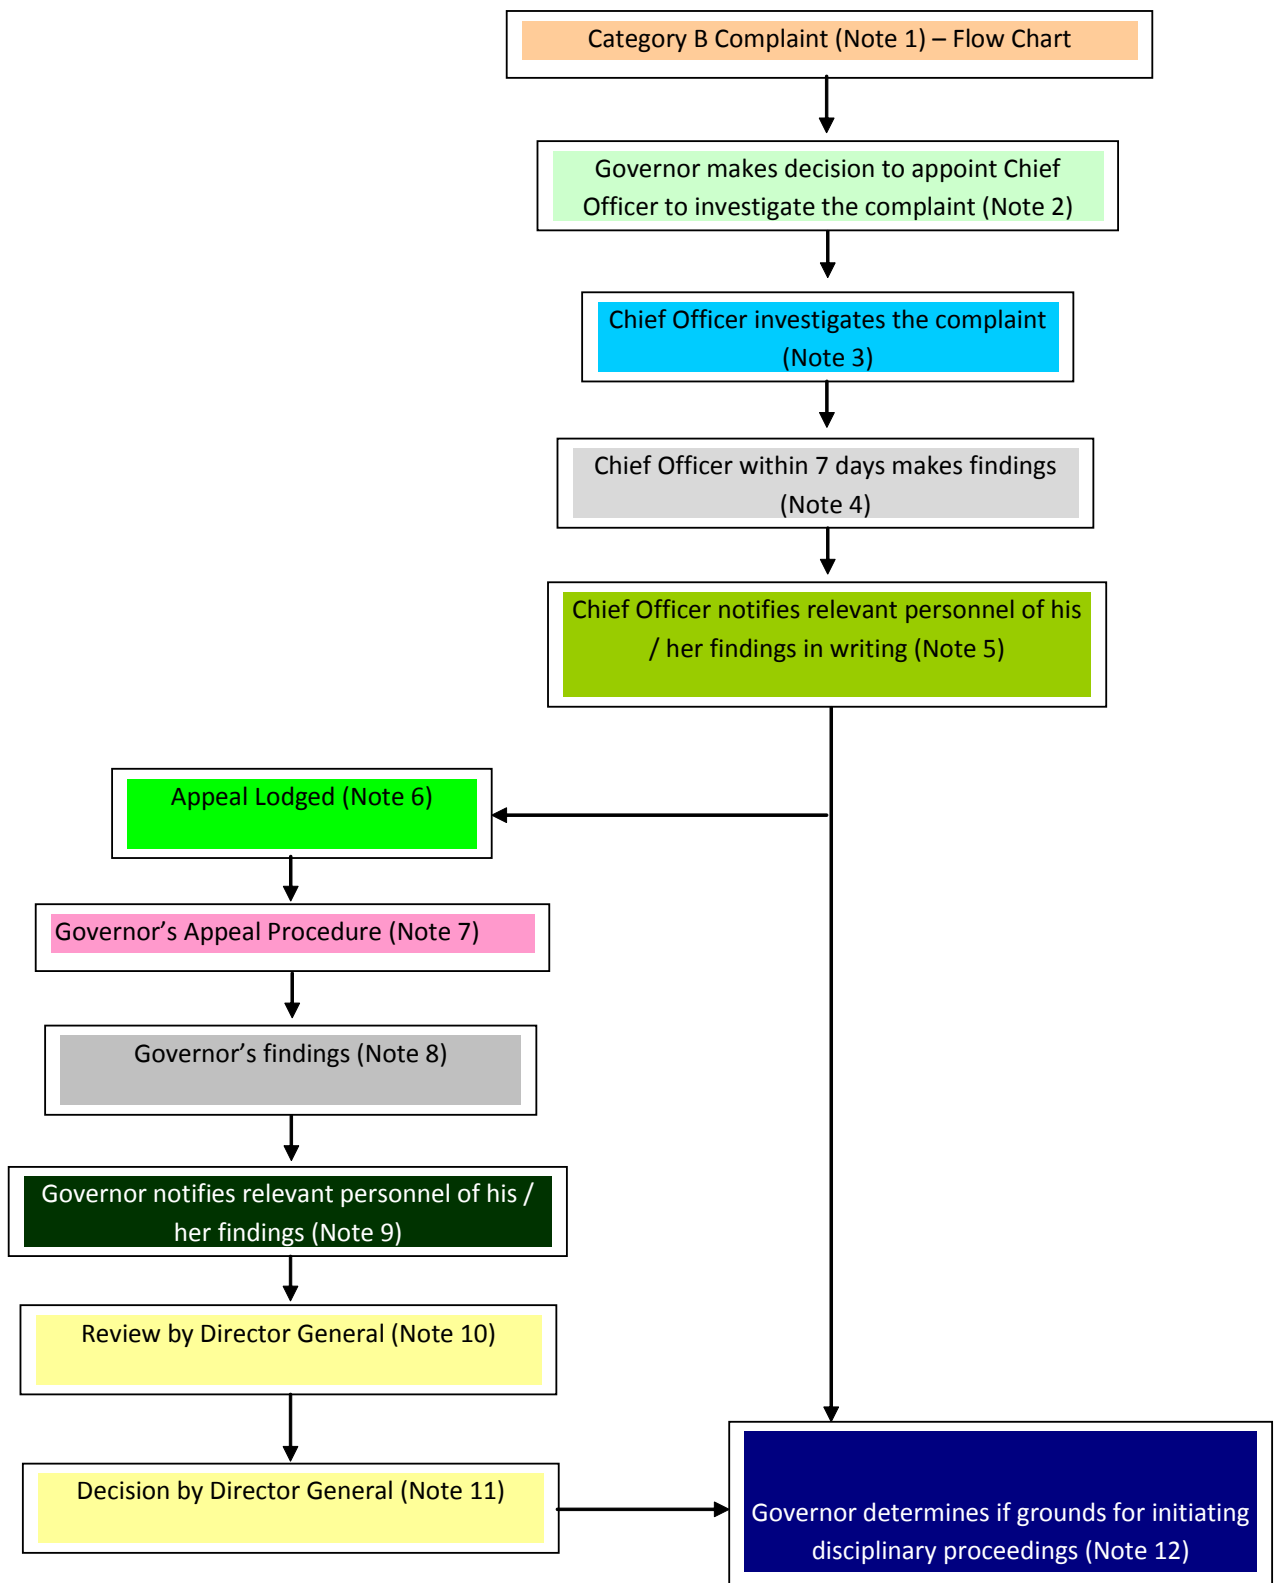 Category B Complaint (Note 1) – Flow Chart
Governor makes decision to appoint Chief
Officer to investigate the complaint (Note 2)
Chief Officer investigates the complaint
(Note 3)
Chief Officer within 7 days makes findings
(Note 4)
Chief Officer notifies relevant personnel of his
/ her findings in writing (Note 5)
Appeal Lodged (Note 6)
Governor’s Appeal Procedure (Note 7)
Governor’s findings (Note 8)
Governor notifies relevant personnel of his /
her findings (Note 9)
Review by Director General (Note 10)
Decision by Director General (Note 11)
Governor determines if grounds for initiating
disciplinary proceedings (Note 12)